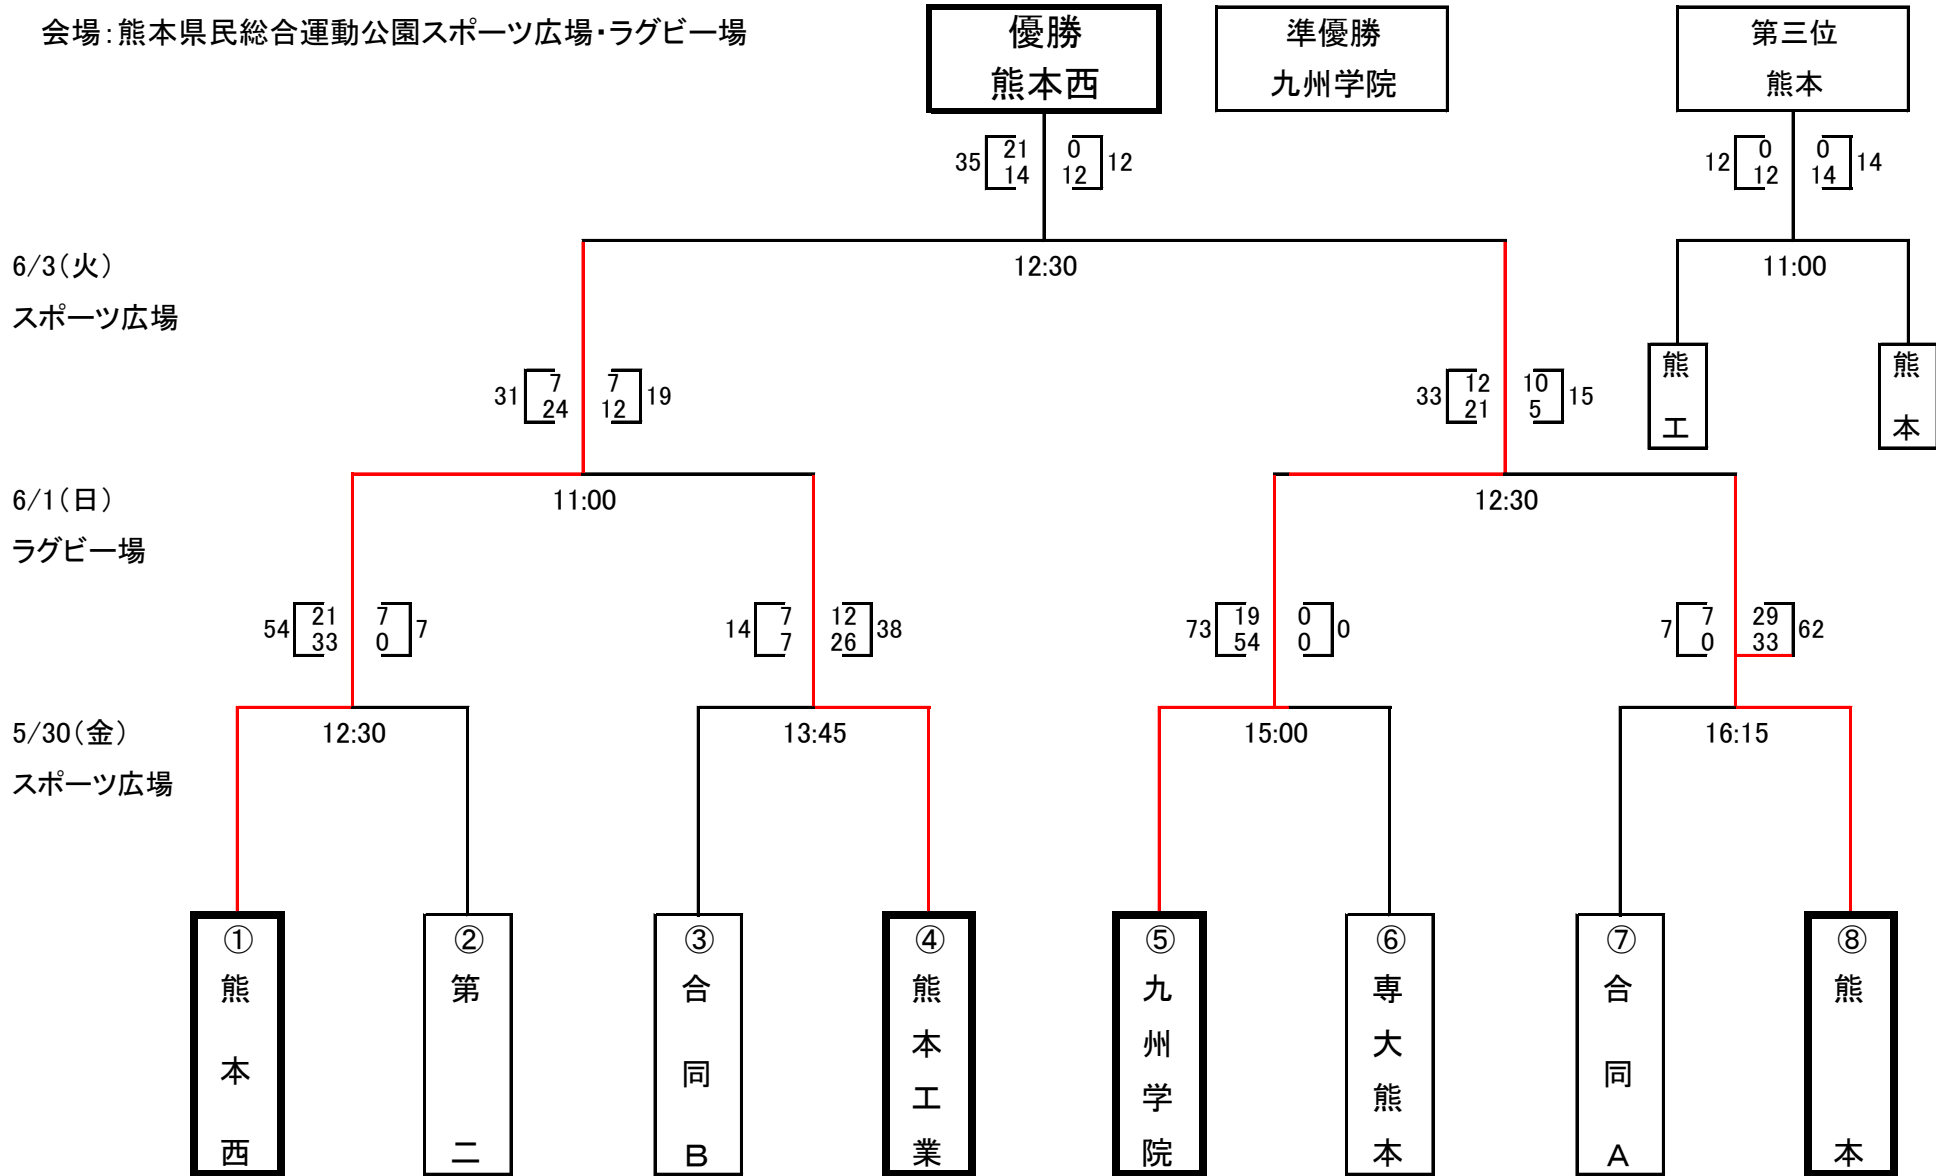 会場：熊本県民総合運動公園スポーツ広場・ラグビー場
優勝
熊本西
準優勝
九州学院
第三位
熊本
35 21 0 12
14 12
12 0 0 14
12 14
6/3（火）
スポーツ広場
12:30
11:00
熊工
熊本
31 7 7 19
24 12
33 12 10 15
21 5
6/1（日）
ラグビー場
11:00
12:30
54 21 7 7
33 0
14 7 12 38
7 26
73 19 0 0
54 0
7 7 29 62
0 33
5/30（金）
スポーツ広場
12:30
13:45
15:00
16:15
①熊本西
②第二
③合同B
④熊本工業
⑤九州学院
⑥専大熊本
⑦合同A
⑧熊本